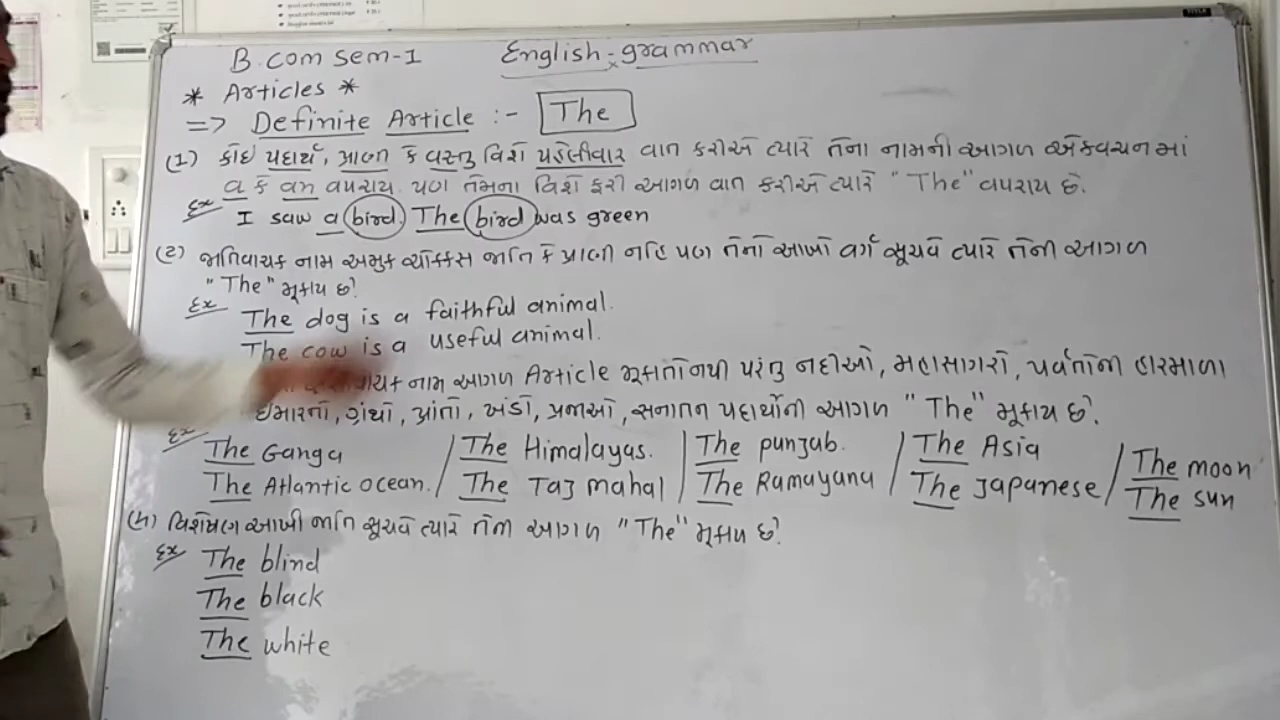 B.com sem-1 English grammar
* Articles *
=> Definite Article :- The
(1) કોઇ પદાર્થ, પ્રાણી કે વસ્તુ વિશે પહેલીવાર વાત કરીએ ત્યારે તેના નામની આગળ એકવચનમાં
a કે an વપરાય પણ તેમના વિશે ફરી આગળ વાત કરીએ ત્યારે "The" વપરાય છે.
Ex I saw a bird. The bird was green
(2) જાતિવાચક નામ અમુક ચોક્કસ જાતિ કે પ્રાણી નહિ પણ તેનો આખો વર્ગ સૂચવે ત્યારે તેની આગળ
"The" મૂકાય છે.
Ex The dog is a faithful animal.
The cow is a useful animal.
નામ આગળ Article મૂકાતો નથી પરંતુ નદીઓ, મહાસાગરો, પર્વતોની હારમાળા
ઇમારતો, ગ્રંથો, પ્રાંતો, ખંડો, પ્રજાઓ, સનાતન પદાર્થોની આગળ "The" મૂકાય છે.
Ex The Ganga / The Himalayas. / The punjab. / The Asia / The moon
The Atlantic ocean. / The Taj mahal / The Ramayana / The Japanese / The sun
(4) વિશેષણ આખી જાતિ સૂચવે ત્યારે તેની આગળ "The" મૂકાય છે.
Ex The blind
The black
The white